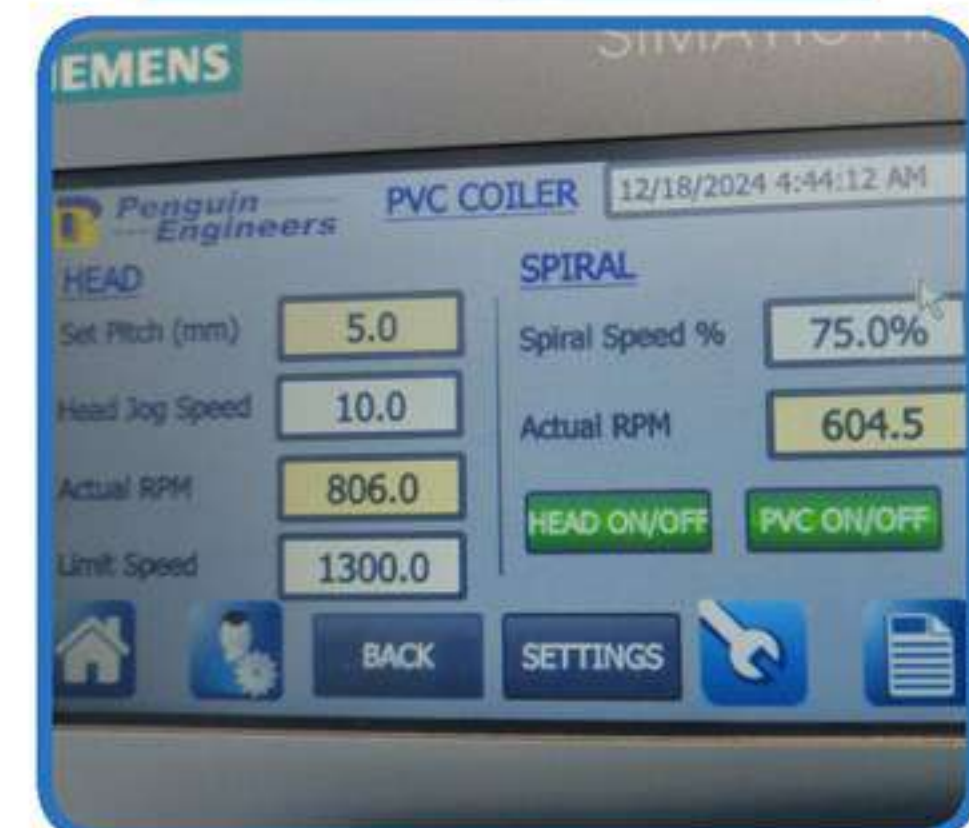 IEMENS
SIMATIC
Penguin
Engineers
PVC COILER
12/18/2024 4:44:12 AM
HEAD
Set Pitch (mm) 5.0
Head Jog Speed 10.0
Actual RPM 806.0
Limit Speed 1300.0
SPIRAL
Spiral Speed % 75.0%
Actual RPM 604.5
HEAD ON/OFF PVC ON/OFF
BACK SETTINGS